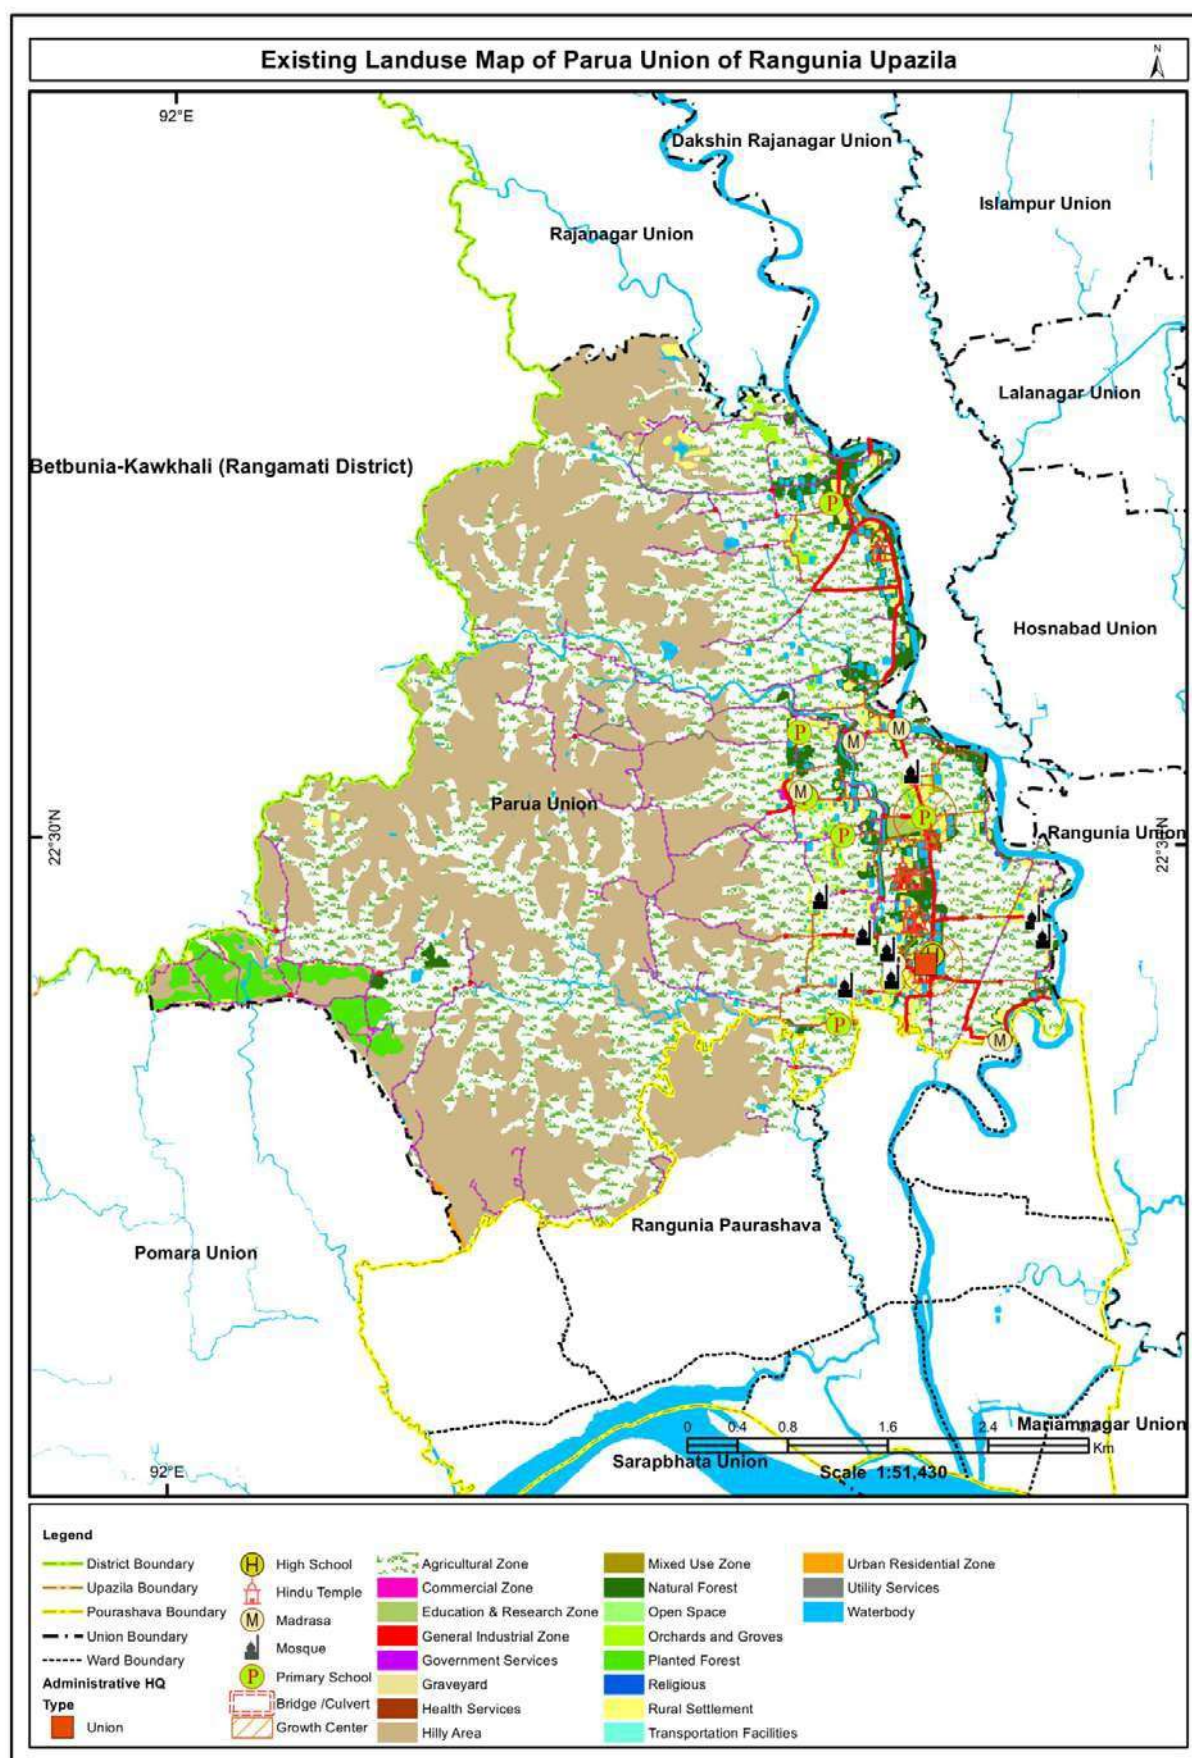 Existing Landuse Map of Parua Union of Rangunia Upazila
N
92°E
Dakshin Rajanagar Union
Islampur Union
Rajanagar Union
Lalanagar Union
Betbunia-Kawkhali (Rangamati District)
P
Hosnabad Union
P
M
M
M
Parua Union
P
P
22°30'N
Rangunia Union
P
M
Rangunia Paurashava
Pomara Union
0 0.4 0.8 1.6 2.4
Mariamnagar Union
Km
Sarapbhata Union
Scale 1:51,430
92°E
Legend
District Boundary
Upazila Boundary
Pourashava Boundary
Union Boundary
Ward Boundary
Administrative HQ
Type
Union
H High School
Hindu Temple
M Madrasa
Mosque
P Primary School
Bridge /Culvert
Growth Center
Agricultural Zone
Commercial Zone
Education & Research Zone
General Industrial Zone
Government Services
Graveyard
Health Services
Hilly Area
Mixed Use Zone
Natural Forest
Open Space
Orchards and Groves
Planted Forest
Religious
Rural Settlement
Transportation Facilities
Urban Residential Zone
Utility Services
Waterbody